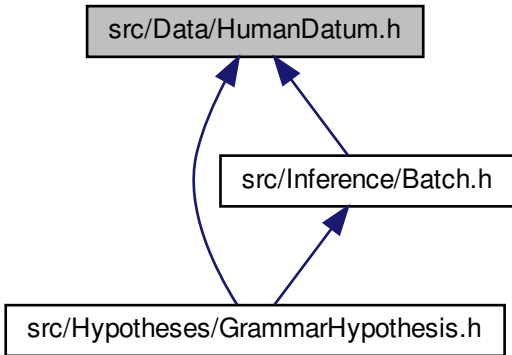 src/Data/HumanDatum.h
src/Inference/Batch.h
src/Hypotheses/GrammarHypothesis.h